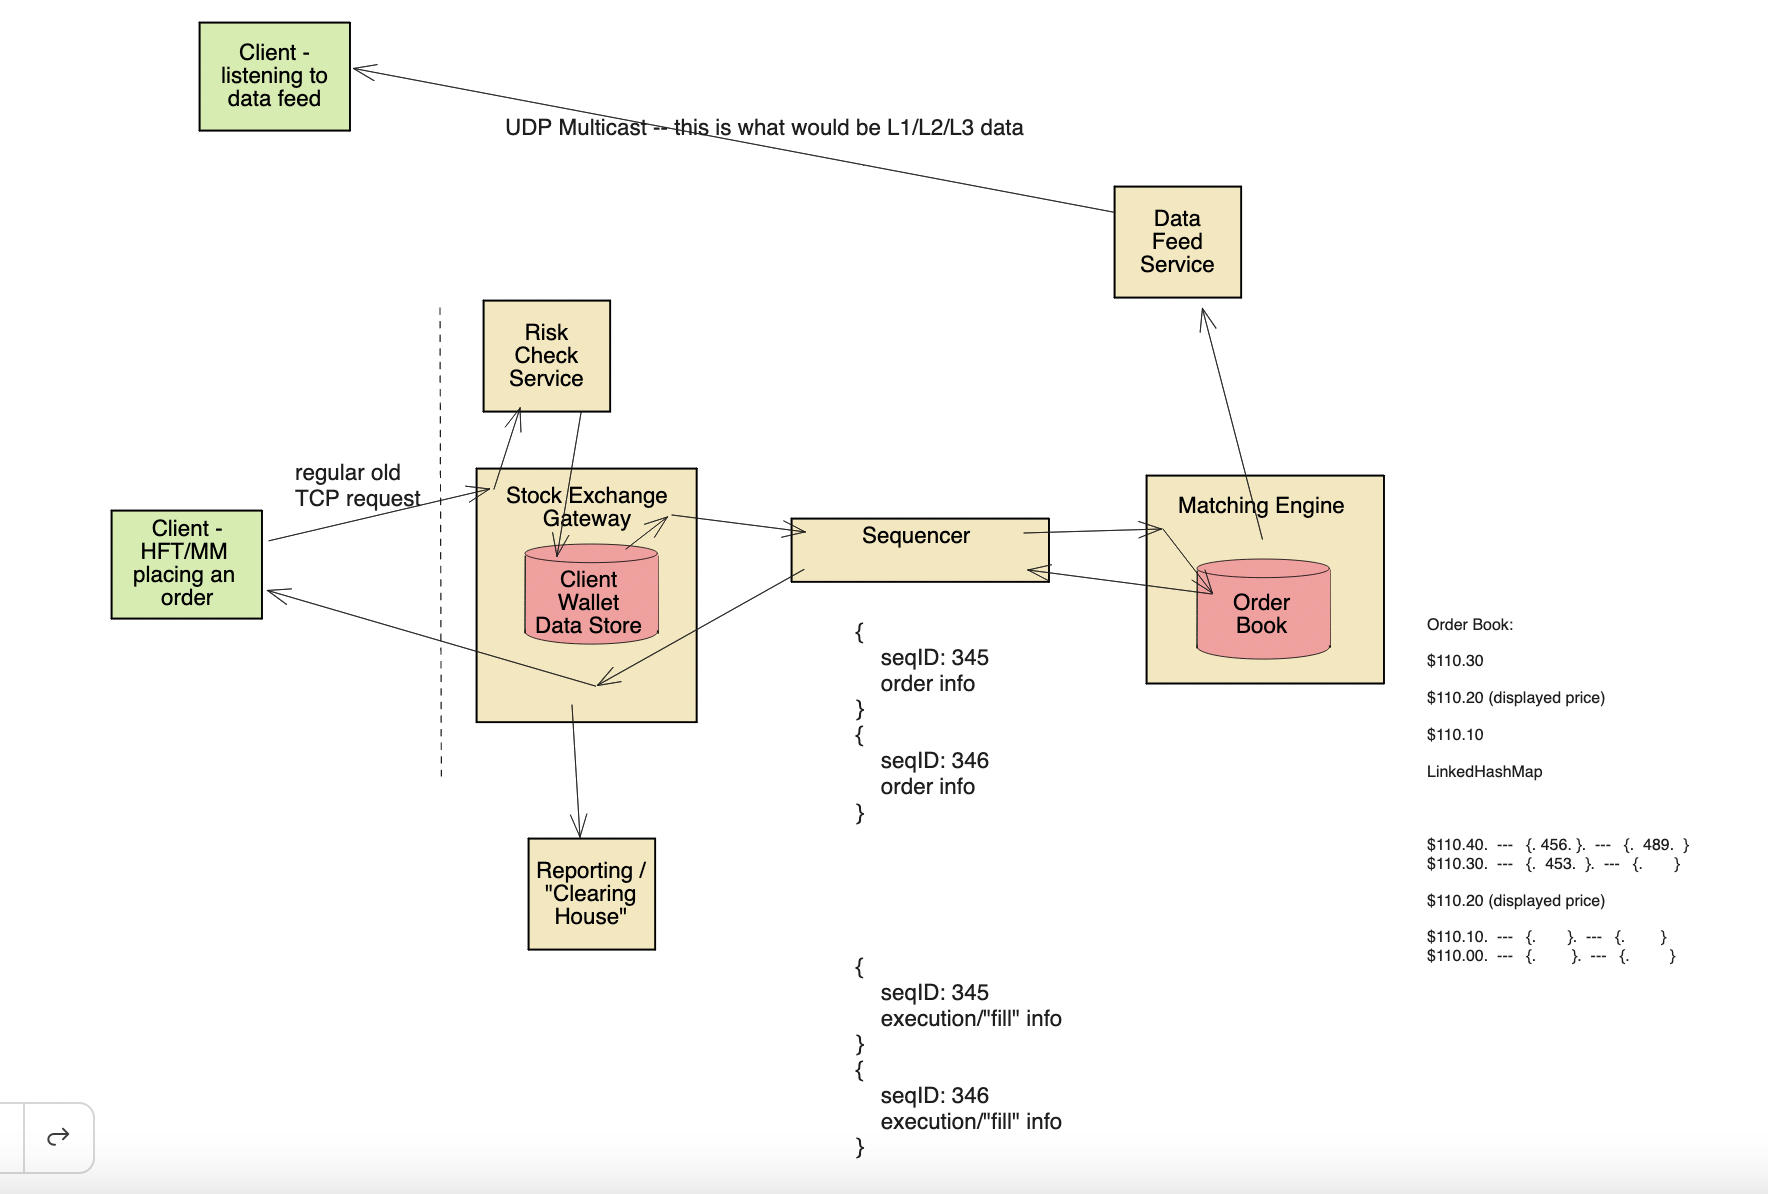 Client -
listening to
data feed
UDP Multicast -- this is what would be L1/L2/L3 data
Data
Feed
Service
Risk
Check
Service
regular old
TCP request
Client -
HFT/MM
placing an
order
Stock Exchange
Gateway
Client
Wallet
Data Store
Sequencer
Matching Engine
Order
Book
{
seqID: 345
order info
}
{
seqID: 346
order info
}
Order Book:
$110.30
$110.20 (displayed price)
$110.10
LinkedHashMap
$110.40. --- {. 456. }. --- {. 489. }
$110.30. --- {. 453. }. --- {. }
$110.20 (displayed price)
$110.10. --- {. }. --- {. }
$110.00. --- {. }. --- {. }
Reporting /
"Clearing
House"
{
seqID: 345
execution/"fill" info
}
{
seqID: 346
execution/"fill" info
}